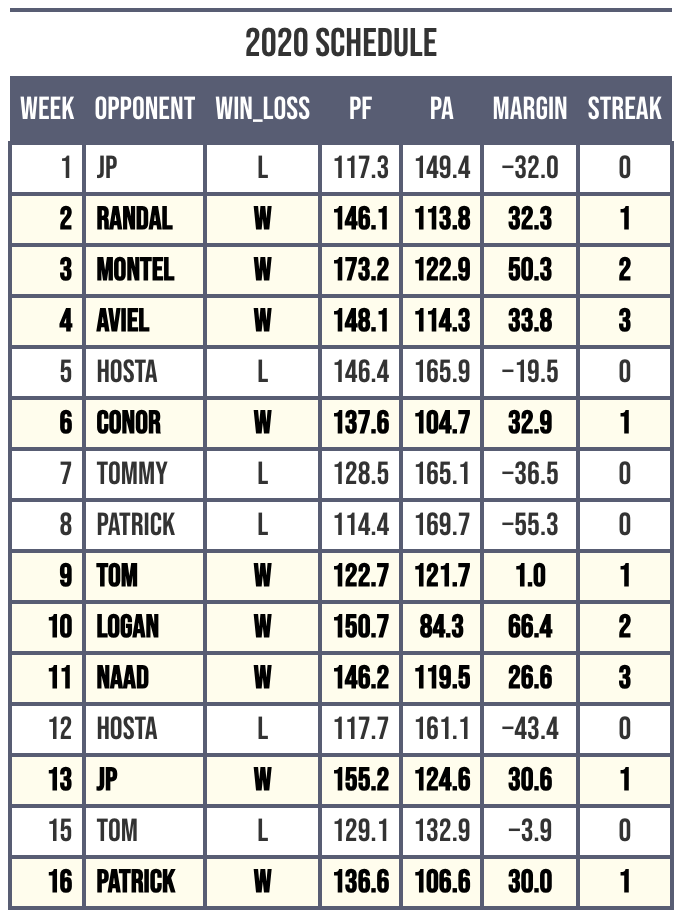 2020 SCHEDULE
WEEK OPPONENT WIN_LOSS PF PA MARGIN STREAK
1 JP L 117.3 149.4 −32.0 0
2 RANDAL W 146.1 113.8 32.3 1
3 MONTEL W 173.2 122.9 50.3 2
4 AVIEL W 148.1 114.3 33.8 3
5 HOSTA L 146.4 165.9 −19.5 0
6 CONOR W 137.6 104.7 32.9 1
7 TOMMY L 128.5 165.1 −36.5 0
8 PATRICK L 114.4 169.7 −55.3 0
9 TOM W 122.7 121.7 1.0 1
10 LOGAN W 150.7 84.3 66.4 2
11 NAAD W 146.2 119.5 26.6 3
12 HOSTA L 117.7 161.1 −43.4 0
13 JP W 155.2 124.6 30.6 1
15 TOM L 129.1 132.9 −3.9 0
16 PATRICK W 136.6 106.6 30.0 1